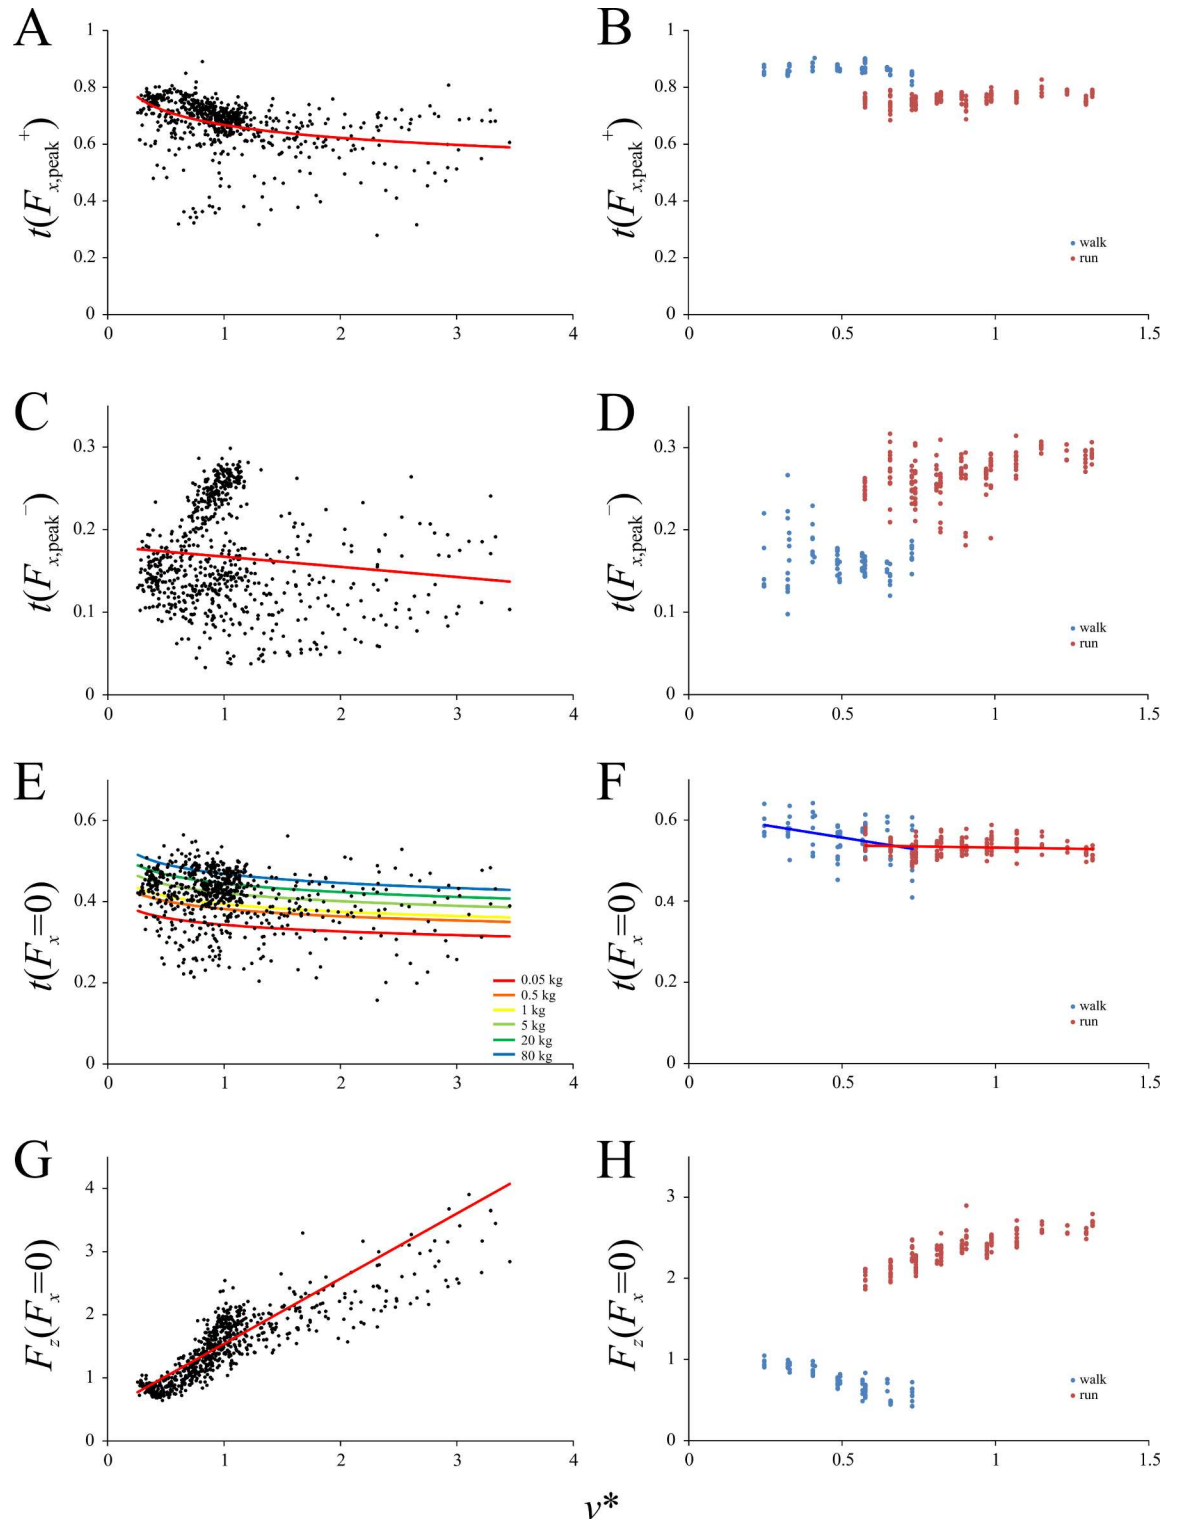 A
t(Fx,peak+)
1
0.8
0.6
0.4
0.2
0
0 1 2 3 4
B
t(Fx,peak+)
1
0.8
0.6
0.4
0.2
0
walk
run
0 0.5 1 1.5
C
t(Fx,peak−)
0.3
0.2
0.1
0
0 1 2 3 4
D
t(Fx,peak−)
0.3
0.2
0.1
0
walk
run
0 0.5 1 1.5
E
t(Fx=0)
0.6
0.4
0.2
0
0.05 kg
0.5 kg
1 kg
5 kg
20 kg
80 kg
0 1 2 3 4
F
t(Fx=0)
0.6
0.4
0.2
0
walk
run
0 0.5 1 1.5
G
Fz(Fx=0)
4
3
2
1
0
0 1 2 3 4
H
Fz(Fx=0)
3
2
1
0
walk
run
0 0.5 1 1.5
v*